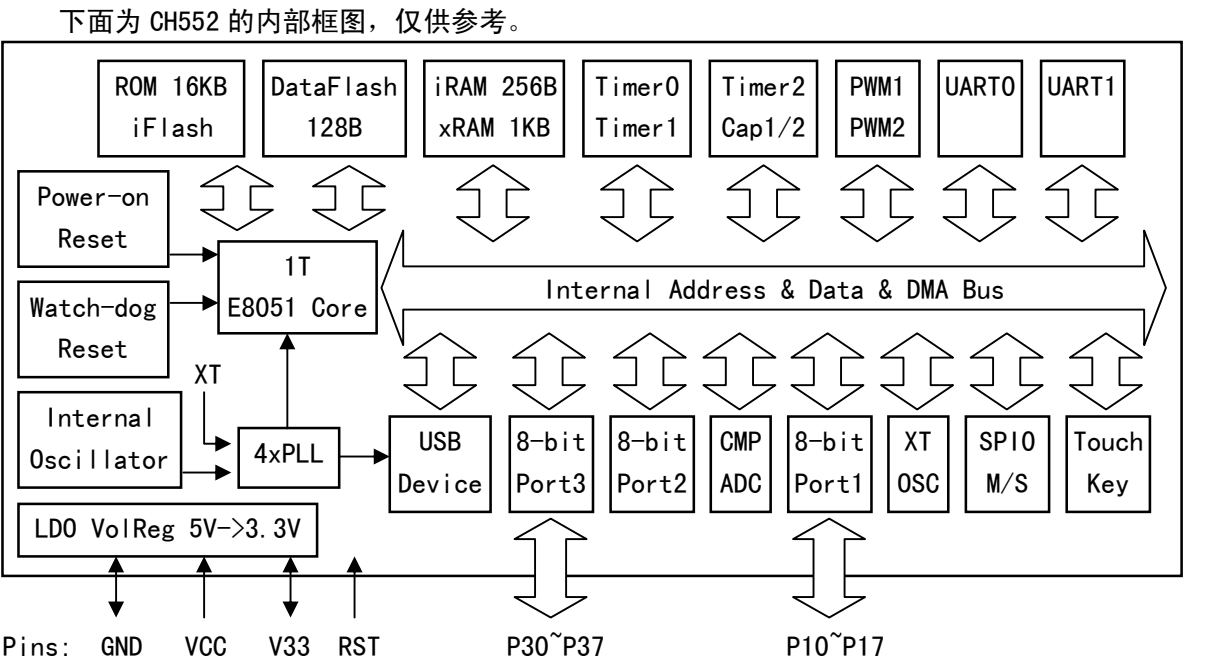 下面为 CH552 的内部框图，仅供参考。
ROM 16KB
iFlash
DataFlash
128B
iRAM 256B
xRAM 1KB
Timer0
Timer1
Timer2
Cap1/2
PWM1
PWM2
UART0
UART1
Power-on
Reset
1T
E8051 Core
Internal Address & Data & DMA Bus
Watch-dog
Reset
XT
Internal
Oscillator
4xPLL
USB
Device
8-bit
Port3
8-bit
Port2
CMP
ADC
8-bit
Port1
XT
OSC
SPI0
M/S
Touch
Key
LDO VolReg 5V->3.3V
Pins: GND VCC V33 RST P30~P37 P10~P17